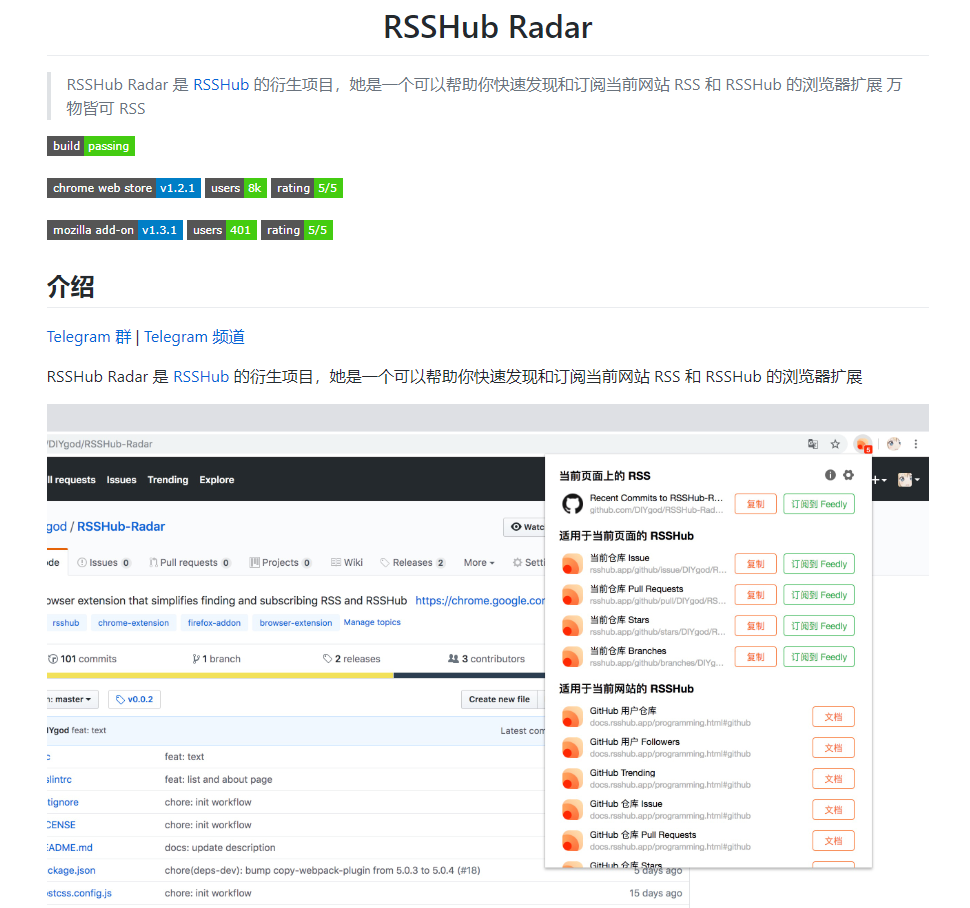 RSSHub Radar
RSSHub Radar 是 RSSHub 的衍生项目，她是一个可以帮助你快速发现和订阅当前网站 RSS 和 RSSHub 的浏览器扩展 万
物皆可 RSS
build passing
chrome web store v1.2.1 users 8k rating 5/5
mozilla add-on v1.3.1 users 401 rating 5/5
介绍
Telegram 群 | Telegram 频道
RSSHub Radar 是 RSSHub 的衍生项目，她是一个可以帮助你快速发现和订阅当前网站 RSS 和 RSSHub 的浏览器扩展
/DIYgod/RSSHub-Radar
ll requests Issues Trending Explore
god / RSSHub-Radar
Watc
ode Issues 0 Pull requests 0 Projects 0 Wiki Releases 2 More Setti
owser extension that simplifies finding and subscribing RSS and RSSHub https://chrome.google.com
rsshub chrome-extension firefox-addon browser-extension Manage topics
101 commits 1 branch 2 releases 3 contributors
h: master v0.0.2 Create new file
IYgod feat: text Latest com
c feat: text
slintrc feat: list and about page
tignore chore: init workflow
CENSE chore: init workflow
EADME.md docs: update description
ckage.json chore(deps-dev): bump copy-webpack-plugin from 5.0.3 to 5.0.4 (#18) 5 days ago
ostcss.config.js chore: init workflow 15 days ago
当前页面上的 RSS
Recent Commits to RSSHub-R... 复制 订阅到 Feedly
github.com/DIYgod/RSSHub-Rad...
适用于当前页面的 RSSHub
当前仓库 Issue 复制 订阅到 Feedly
rsshub.app/github/issue/DIYgod/R...
当前仓库 Pull Requests 复制 订阅到 Feedly
rsshub.app/github/pull/DIYgod/RS...
当前仓库 Stars 复制 订阅到 Feedly
rsshub.app/github/stars/DIYgod/R...
当前仓库 Branches 复制 订阅到 Feedly
rsshub.app/github/branches/DIYg...
适用于当前网站的 RSSHub
GitHub 用户仓库 文档
docs.rsshub.app/programming.html#github
GitHub 用户 Followers 文档
docs.rsshub.app/programming.html#github
GitHub Trending 文档
docs.rsshub.app/programming.html#github
GitHub 仓库 Issue 文档
docs.rsshub.app/programming.html#github
GitHub 仓库 Pull Requests 文档
docs.rsshub.app/programming.html#github
GitHub 仓库 Stars